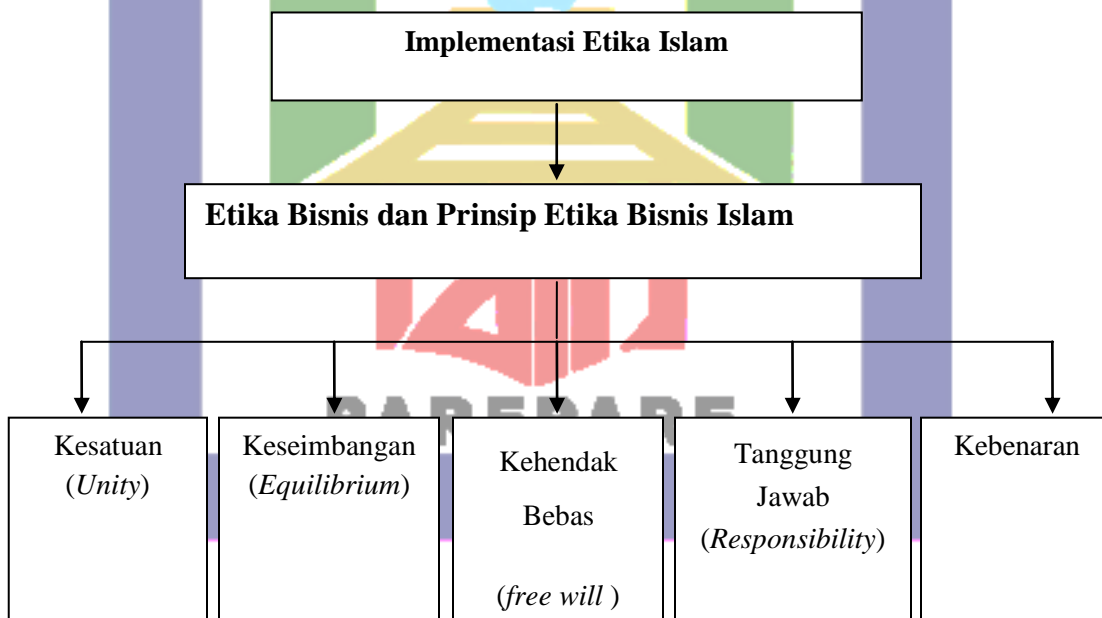 Implementasi Etika Islam
Etika Bisnis dan Prinsip Etika Bisnis Islam
PAREPARE
Kesatuan
(Unity)
Keseimbangan
(Equilibrium)
Kehendak
Bebas
(free will )
Tanggung
Jawab
(Responsibility)
Kebenaran